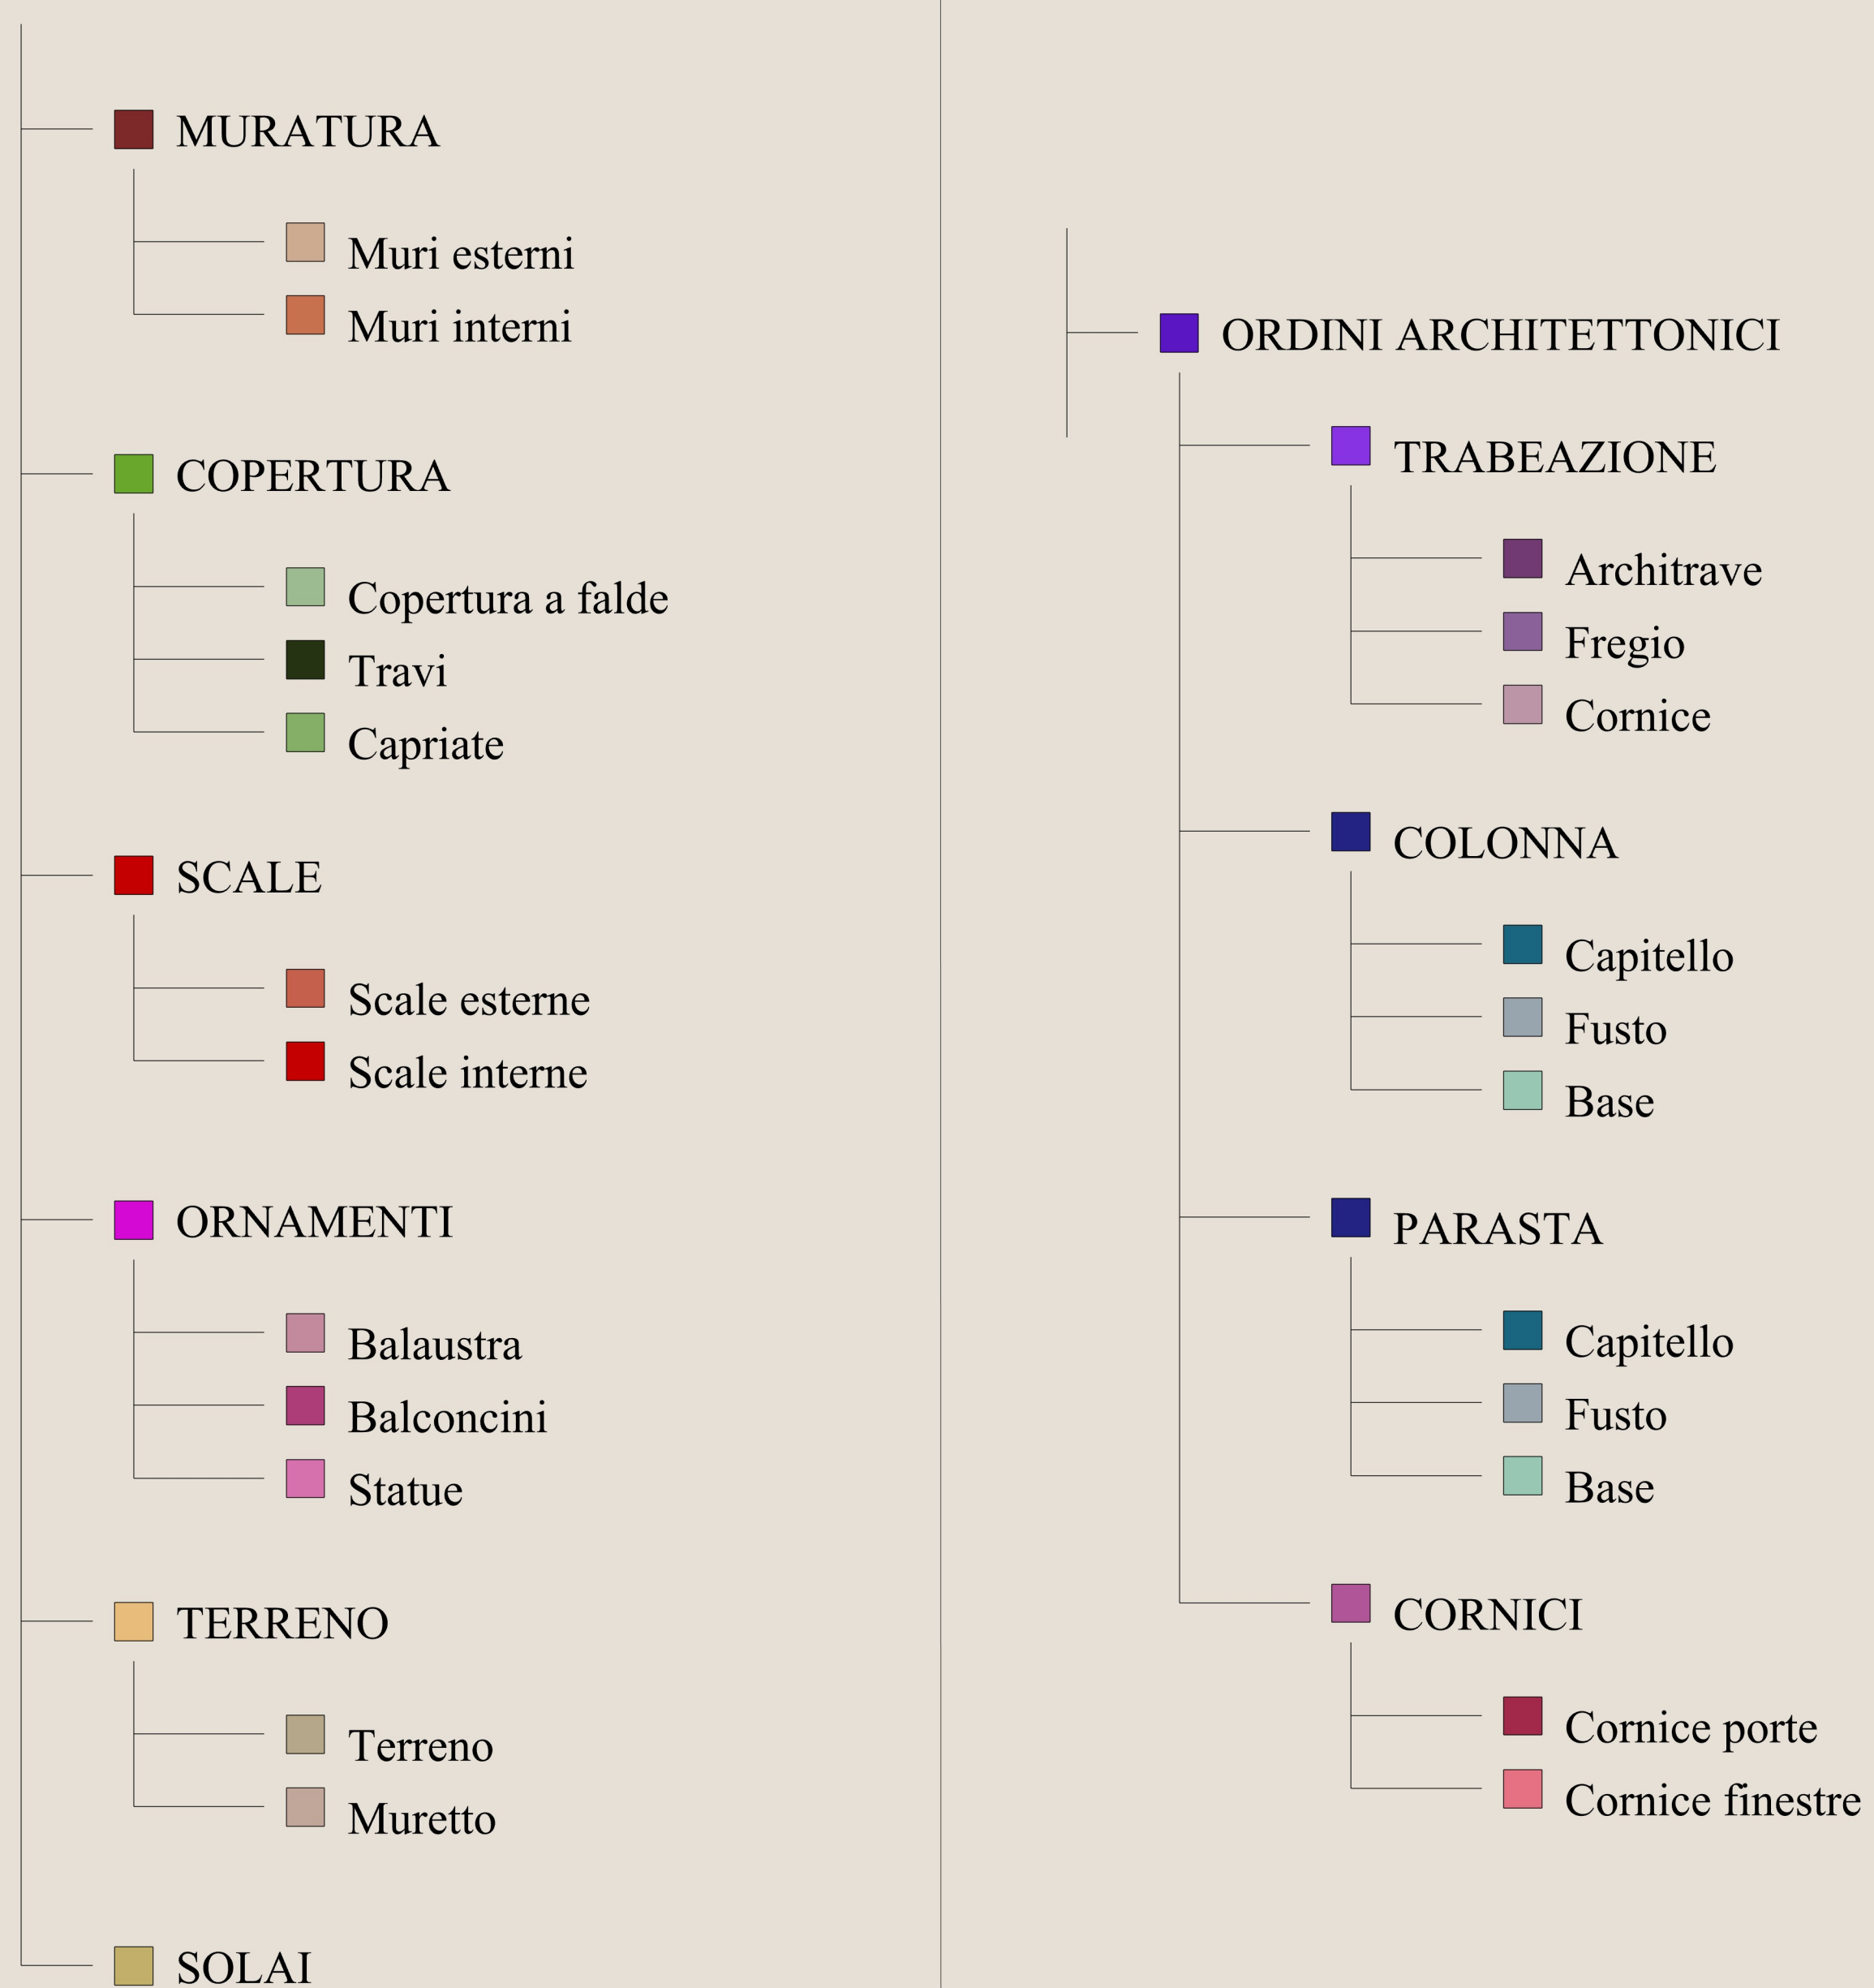 MURATURA
Muri esterni
Muri interni
COPERTURA
Copertura a falde
Travi
Capriate
SCALE
Scale esterne
Scale interne
ORNAMENTI
Balaustra
Balconcini
Statue
TERRENO
Terreno
Muretto
SOLAI
ORDINI ARCHITETTONICI
TRABEAZIONE
Architrave
Fregio
Cornice
COLONNA
Capitello
Fusto
Base
PARASTA
Capitello
Fusto
Base
CORNICI
Cornice porte
Cornice finestre